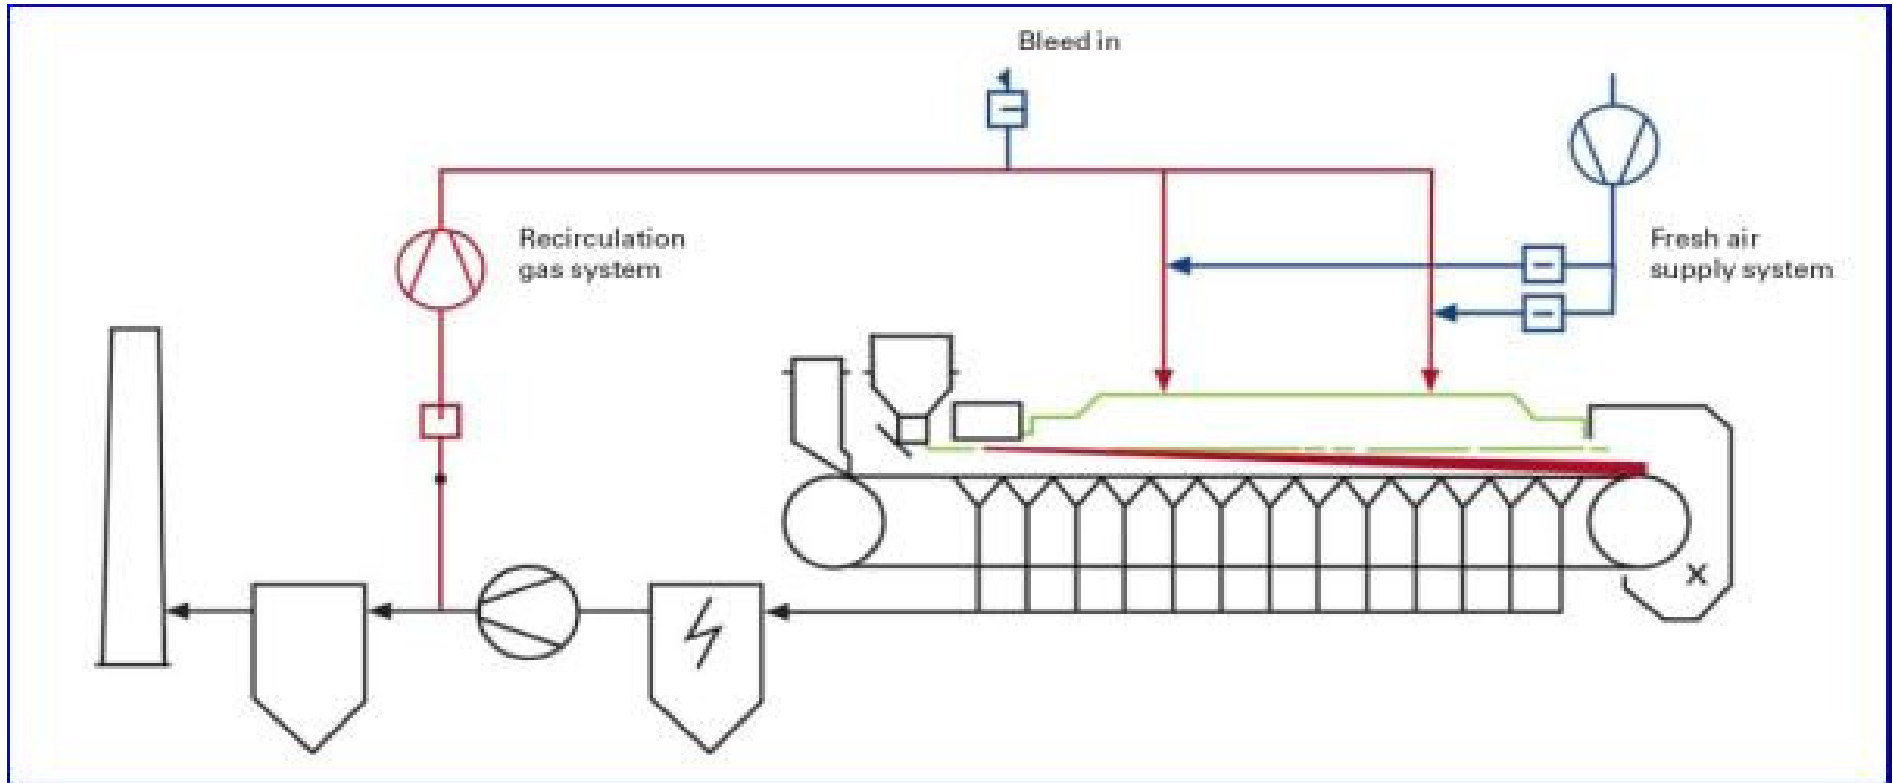 Bleed in
Recirculation
gas system
Fresh air
supply system
x